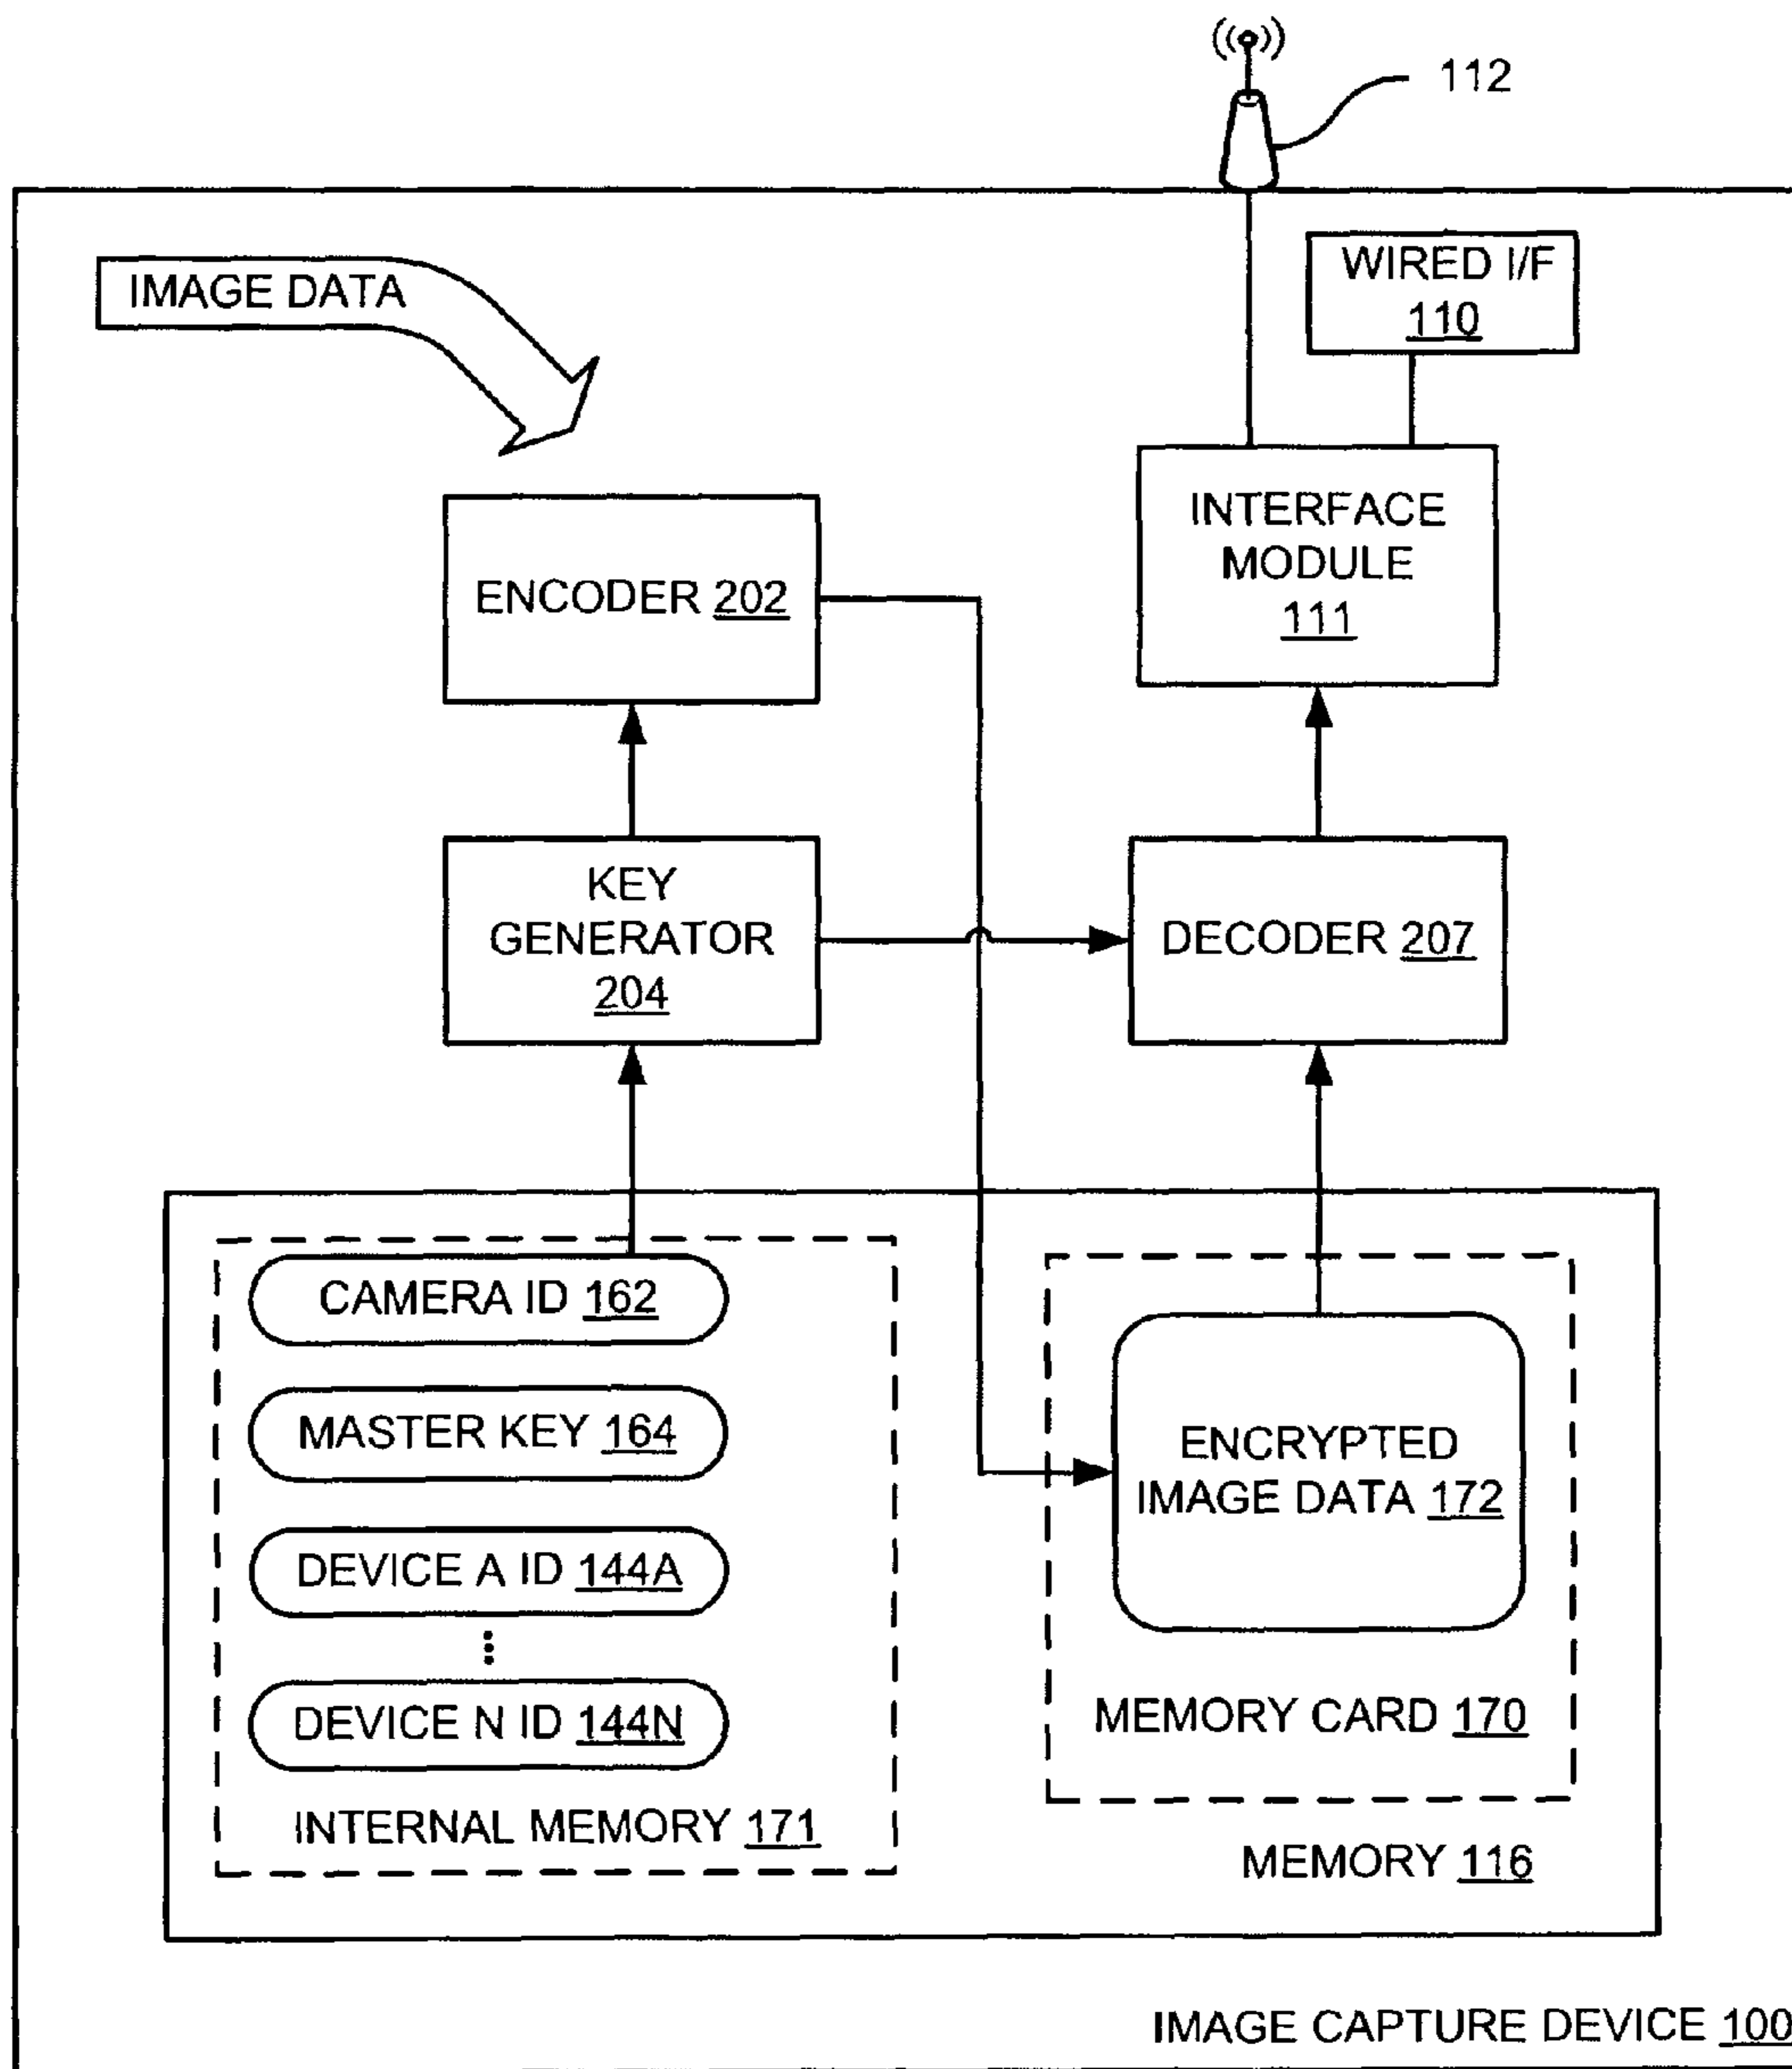 112
WIRED I/F
110
IMAGE DATA
INTERFACE
MODULE
111
ENCODER 202
KEY
GENERATOR
204
DECODER 207
CAMERA ID 162
MASTER KEY 164
DEVICE A ID 144A
...
DEVICE N ID 144N
INTERNAL MEMORY 171
ENCRYPTED
IMAGE DATA 172
MEMORY CARD 170
MEMORY 116
IMAGE CAPTURE DEVICE 100